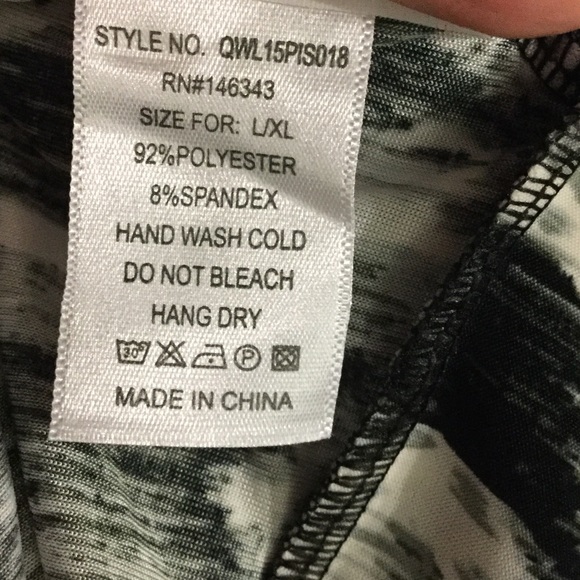 STYLE NO. QWL15PIS018
RN#146343
SIZE FOR: L/XL
92%POLYESTER
8%SPANDEX
HAND WASH COLD
DO NOT BLEACH
HANG DRY
30° P
MADE IN CHINA